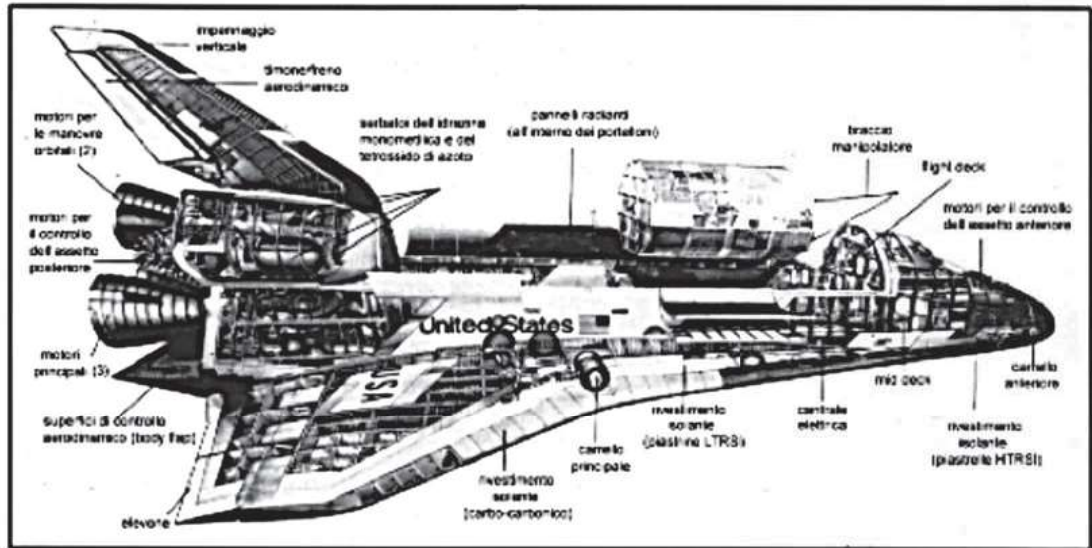 impennaggio
verticale
timone/freno
aerodinamico
motori per
le manovre
orbitali (2)
serbatoi dell'idrazina
monometilica e del
tetrossido di azoto
pannelli radianti
(all'interno dei portelloni)
braccio
manipolatore
flight deck
motori per il controllo
dell'assetto anteriore
motori per
il controllo
dell'assetto
posteriore
United States
USA
motori
principali (3)
superfici di controllo
aerodinamico (body flap)
elevone
rivestimento
isolante
(carbo-carbonico)
carrello
principale
rivestimento
isolante
(piastrine LTRSI)
centrale
elettrica
mid deck
carrello
anteriore
rivestimento
isolante
(piastrelle HTRSI)